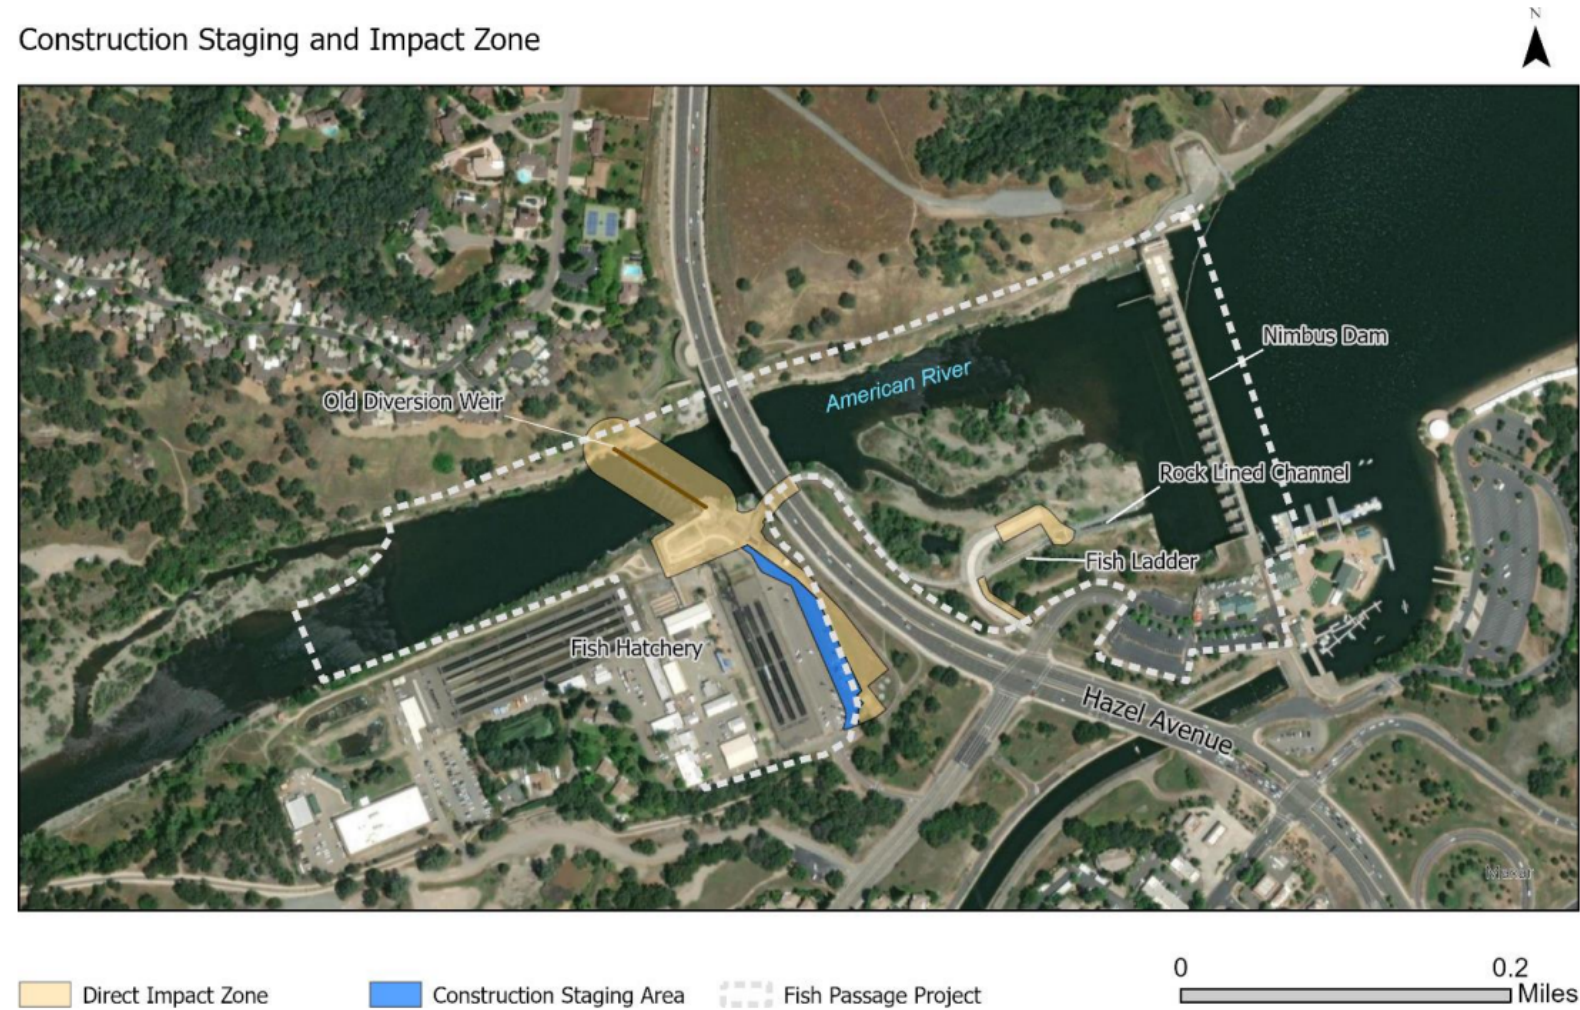 N
Construction Staging and Impact Zone
Nimbus Dam
American River
Old Diversion Weir
Rock Lined Channel
Fish Ladder
Fish Hatchery
Hazel Avenue
Maxar
0 0.2
Miles
Direct Impact Zone
Construction Staging Area
Fish Passage Project